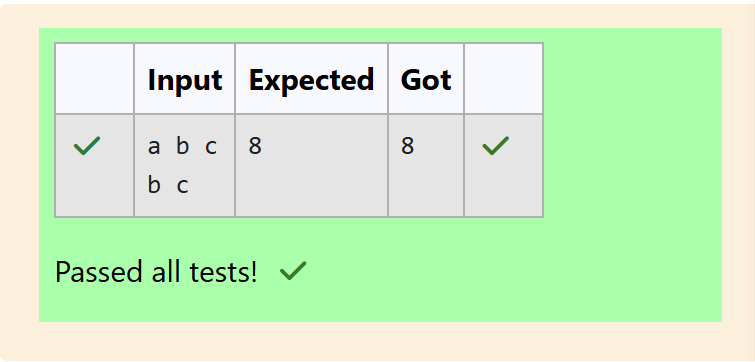 Input Expected Got
a b c 8 8
b c
Passed all tests!